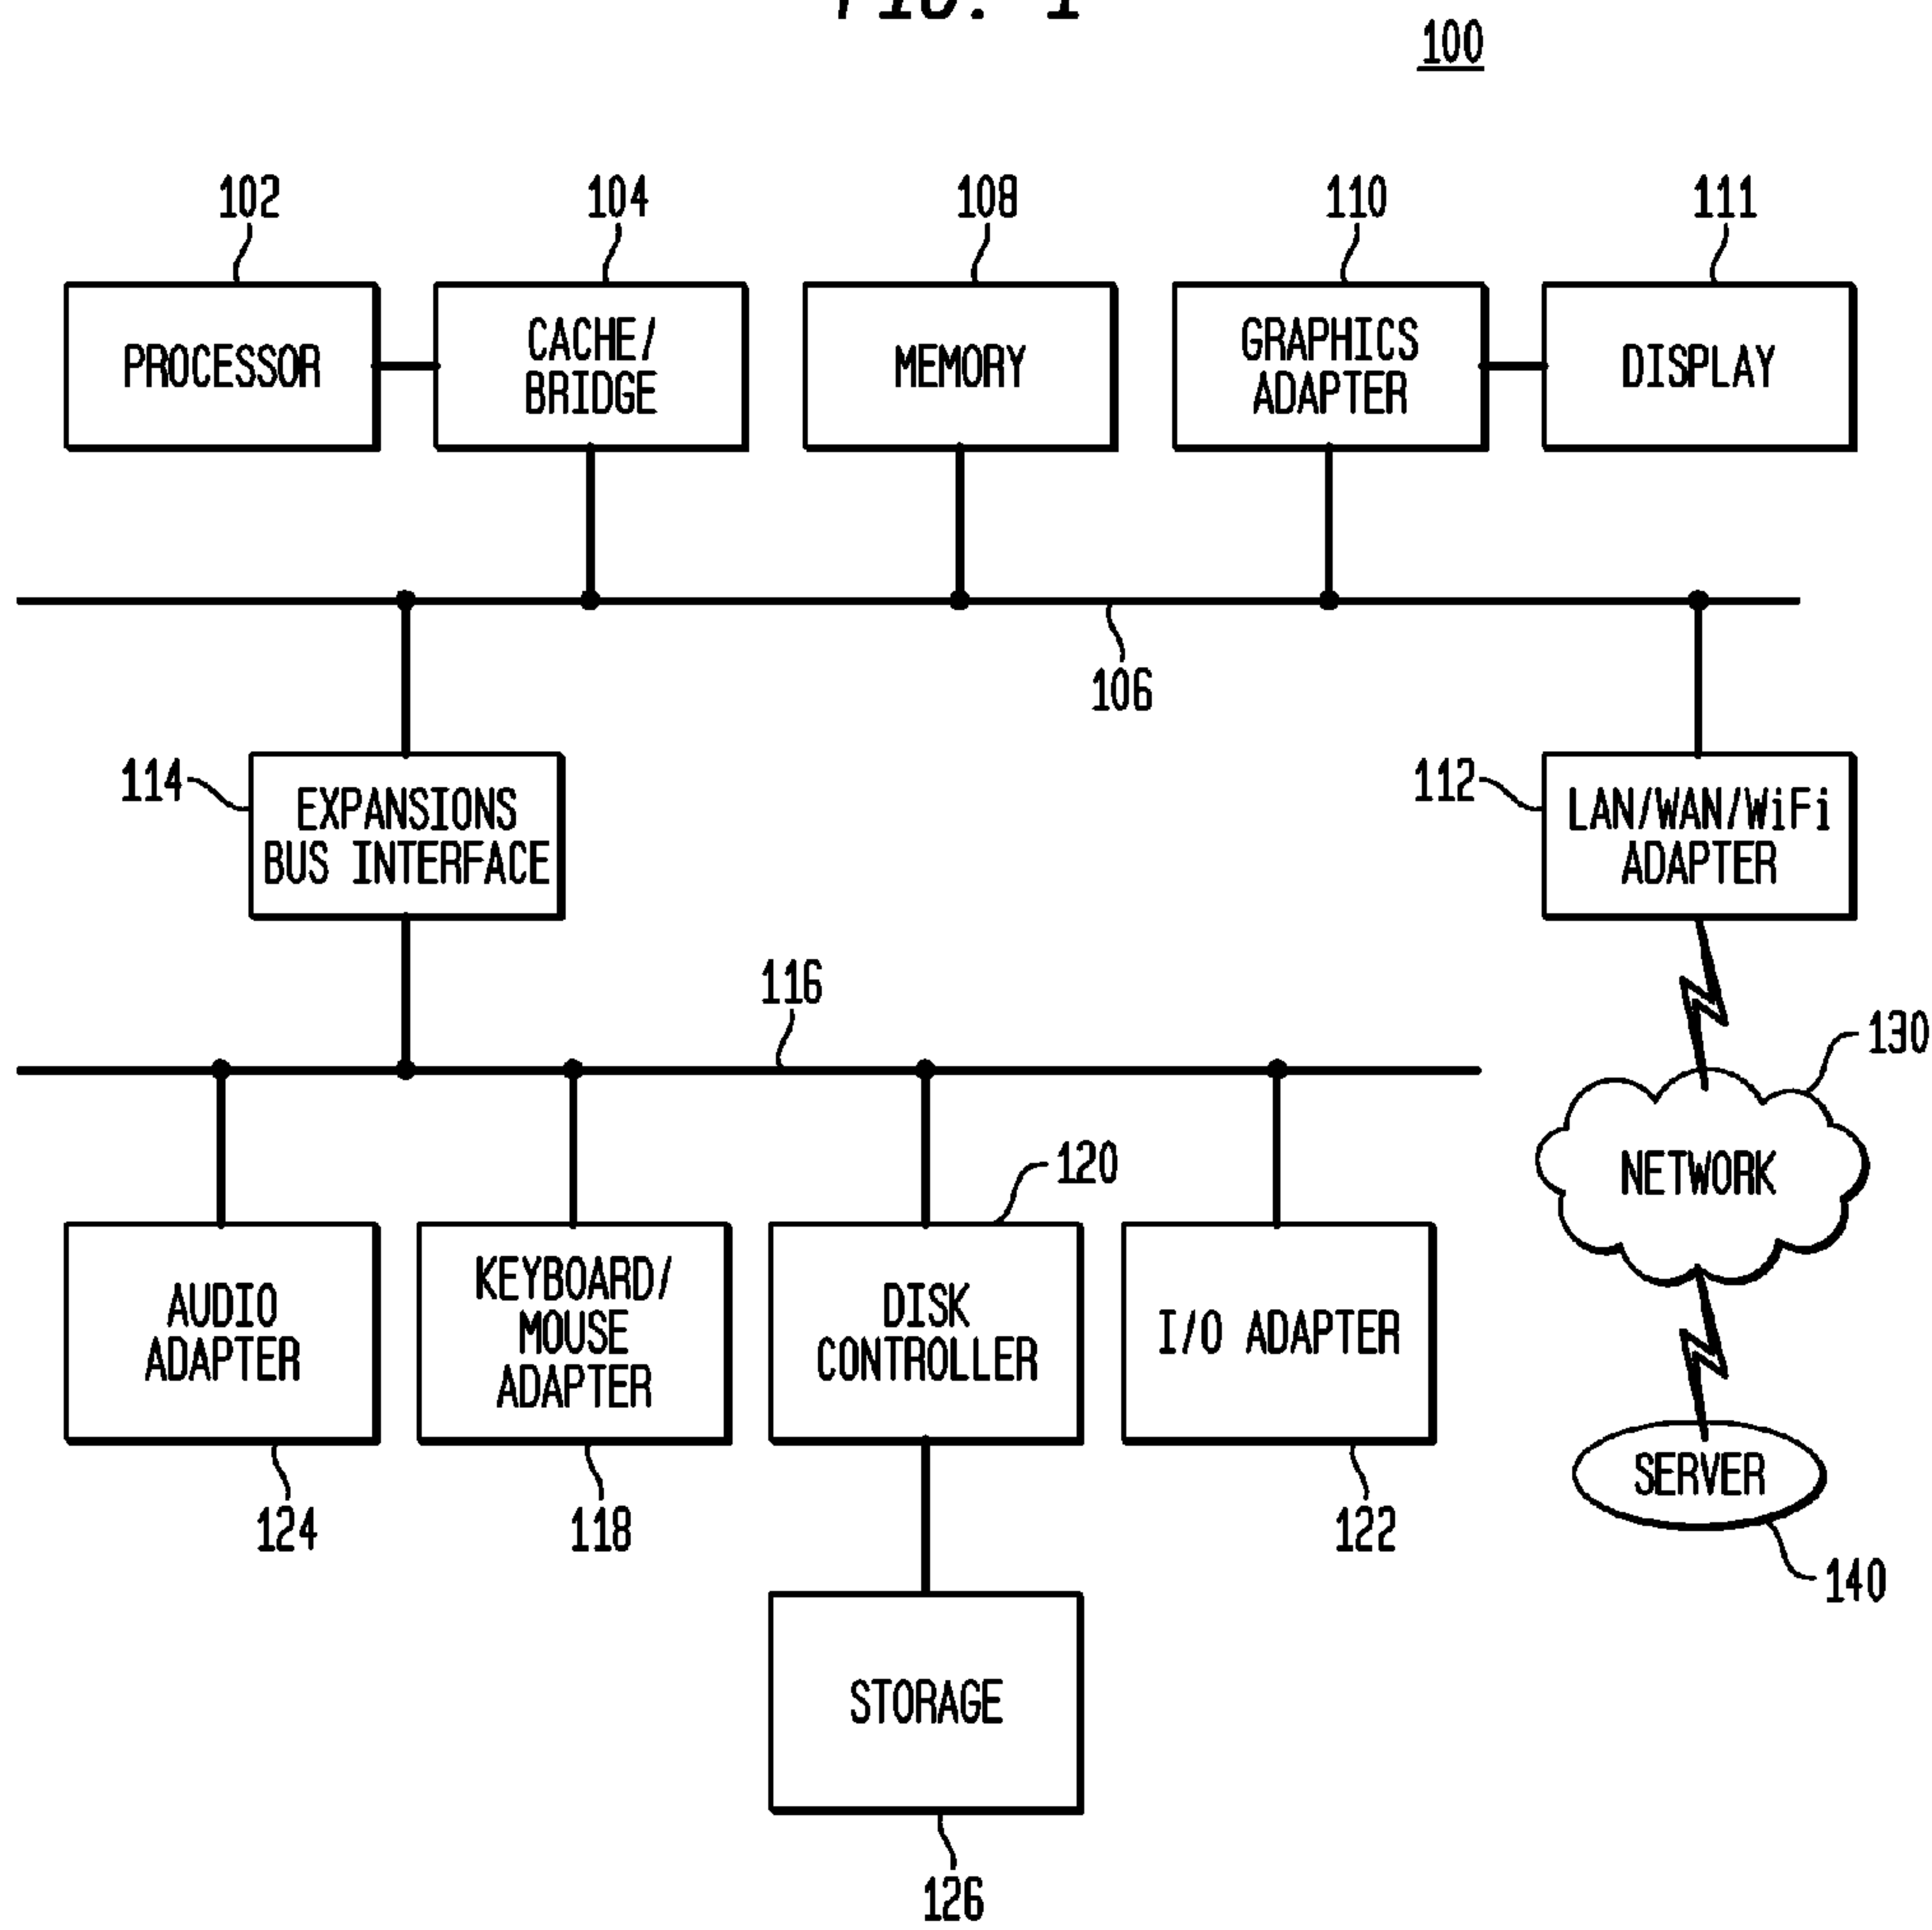 FIG. 1
100
102
104
108
110
111
PROCESSOR
CACHE/
BRIDGE
MEMORY
GRAPHICS
ADAPTER
DISPLAY
106
114
EXPANSIONS
BUS INTERFACE
112
LAN/WAN/WiFi
ADAPTER
116
130
NETWORK
120
AUDIO
ADAPTER
KEYBOARD/
MOUSE
ADAPTER
DISK
CONTROLLER
I/O ADAPTER
SERVER
124
118
122
140
STORAGE
126